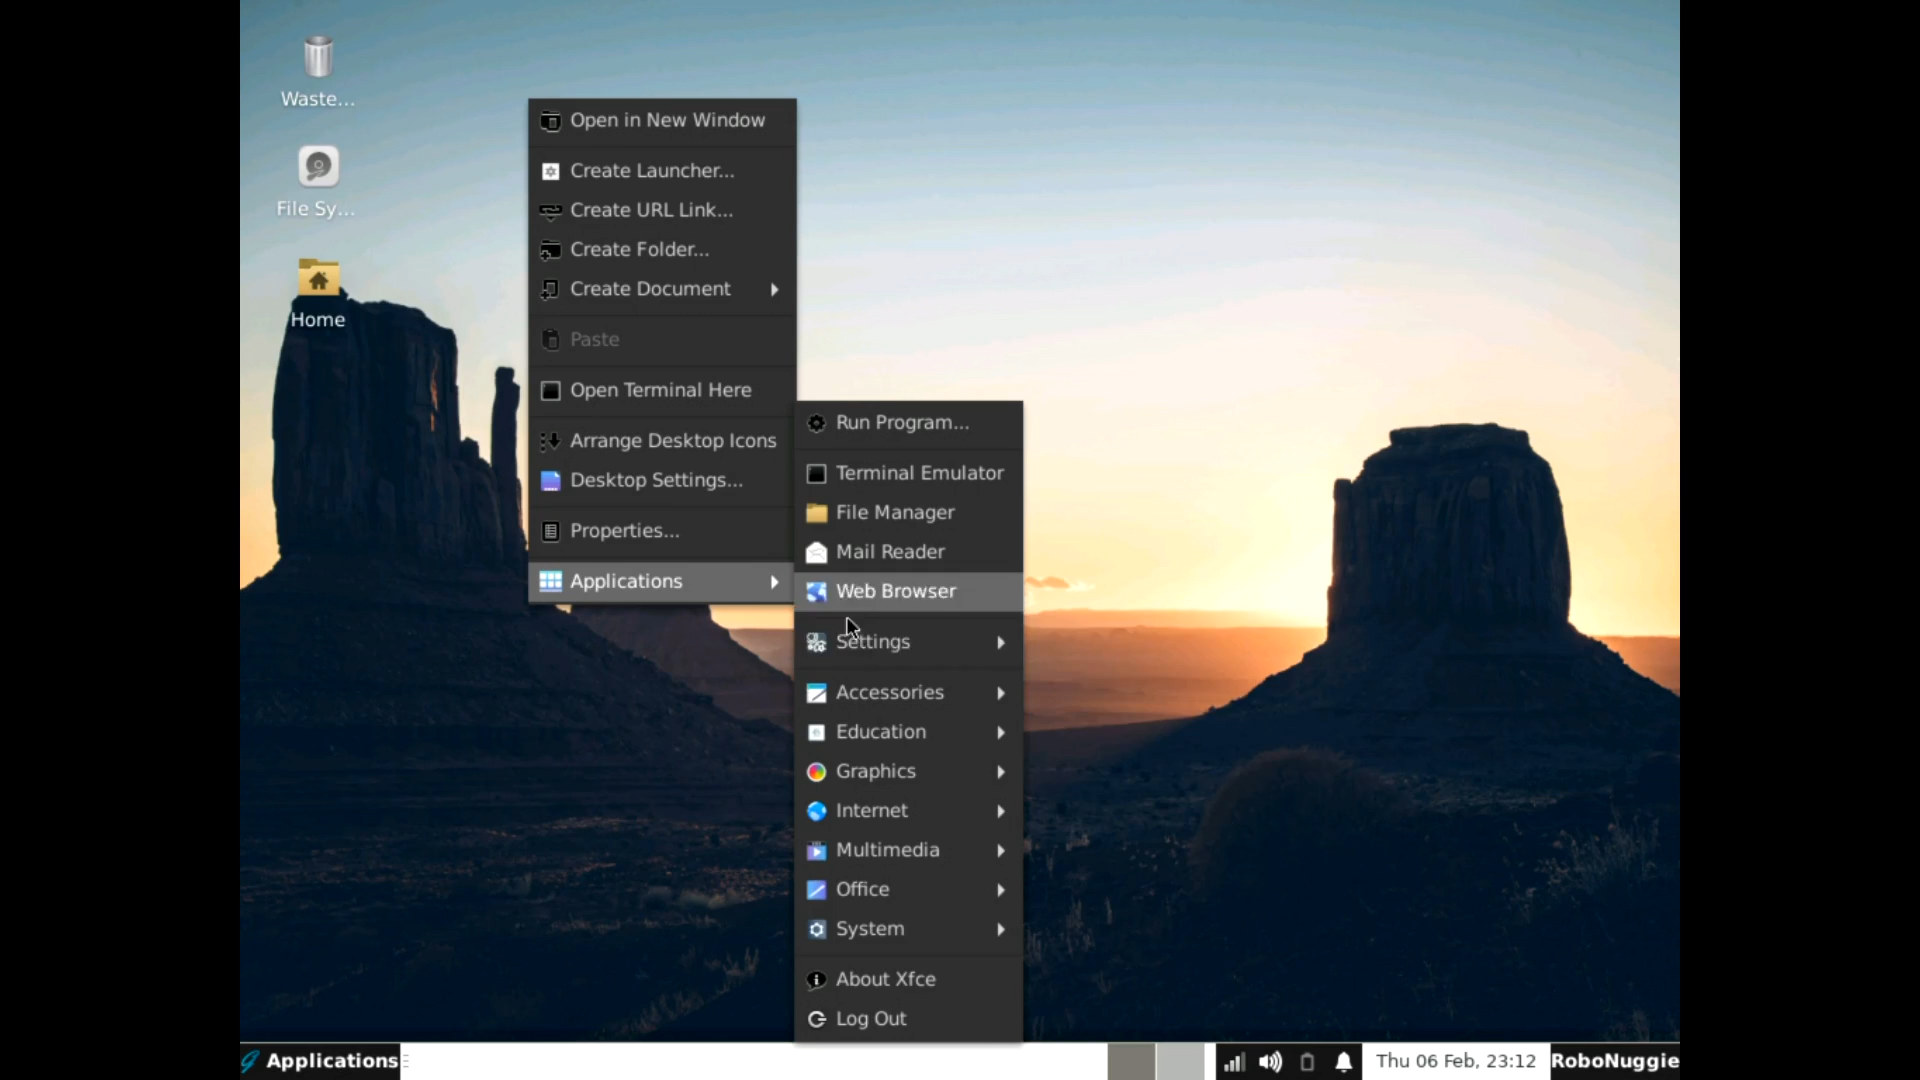 Waste...
File Sy...
Home
Open in New Window
Create Launcher...
Create URL Link...
Create Folder...
Create Document
Paste
Open Terminal Here
Arrange Desktop Icons
Desktop Settings...
Properties...
Applications
Run Program...
Terminal Emulator
File Manager
Mail Reader
Web Browser
Settings
Accessories
Education
Graphics
Internet
Multimedia
Office
System
About Xfce
Log Out
Applications
Thu 06 Feb, 23:12
RoboNuggie